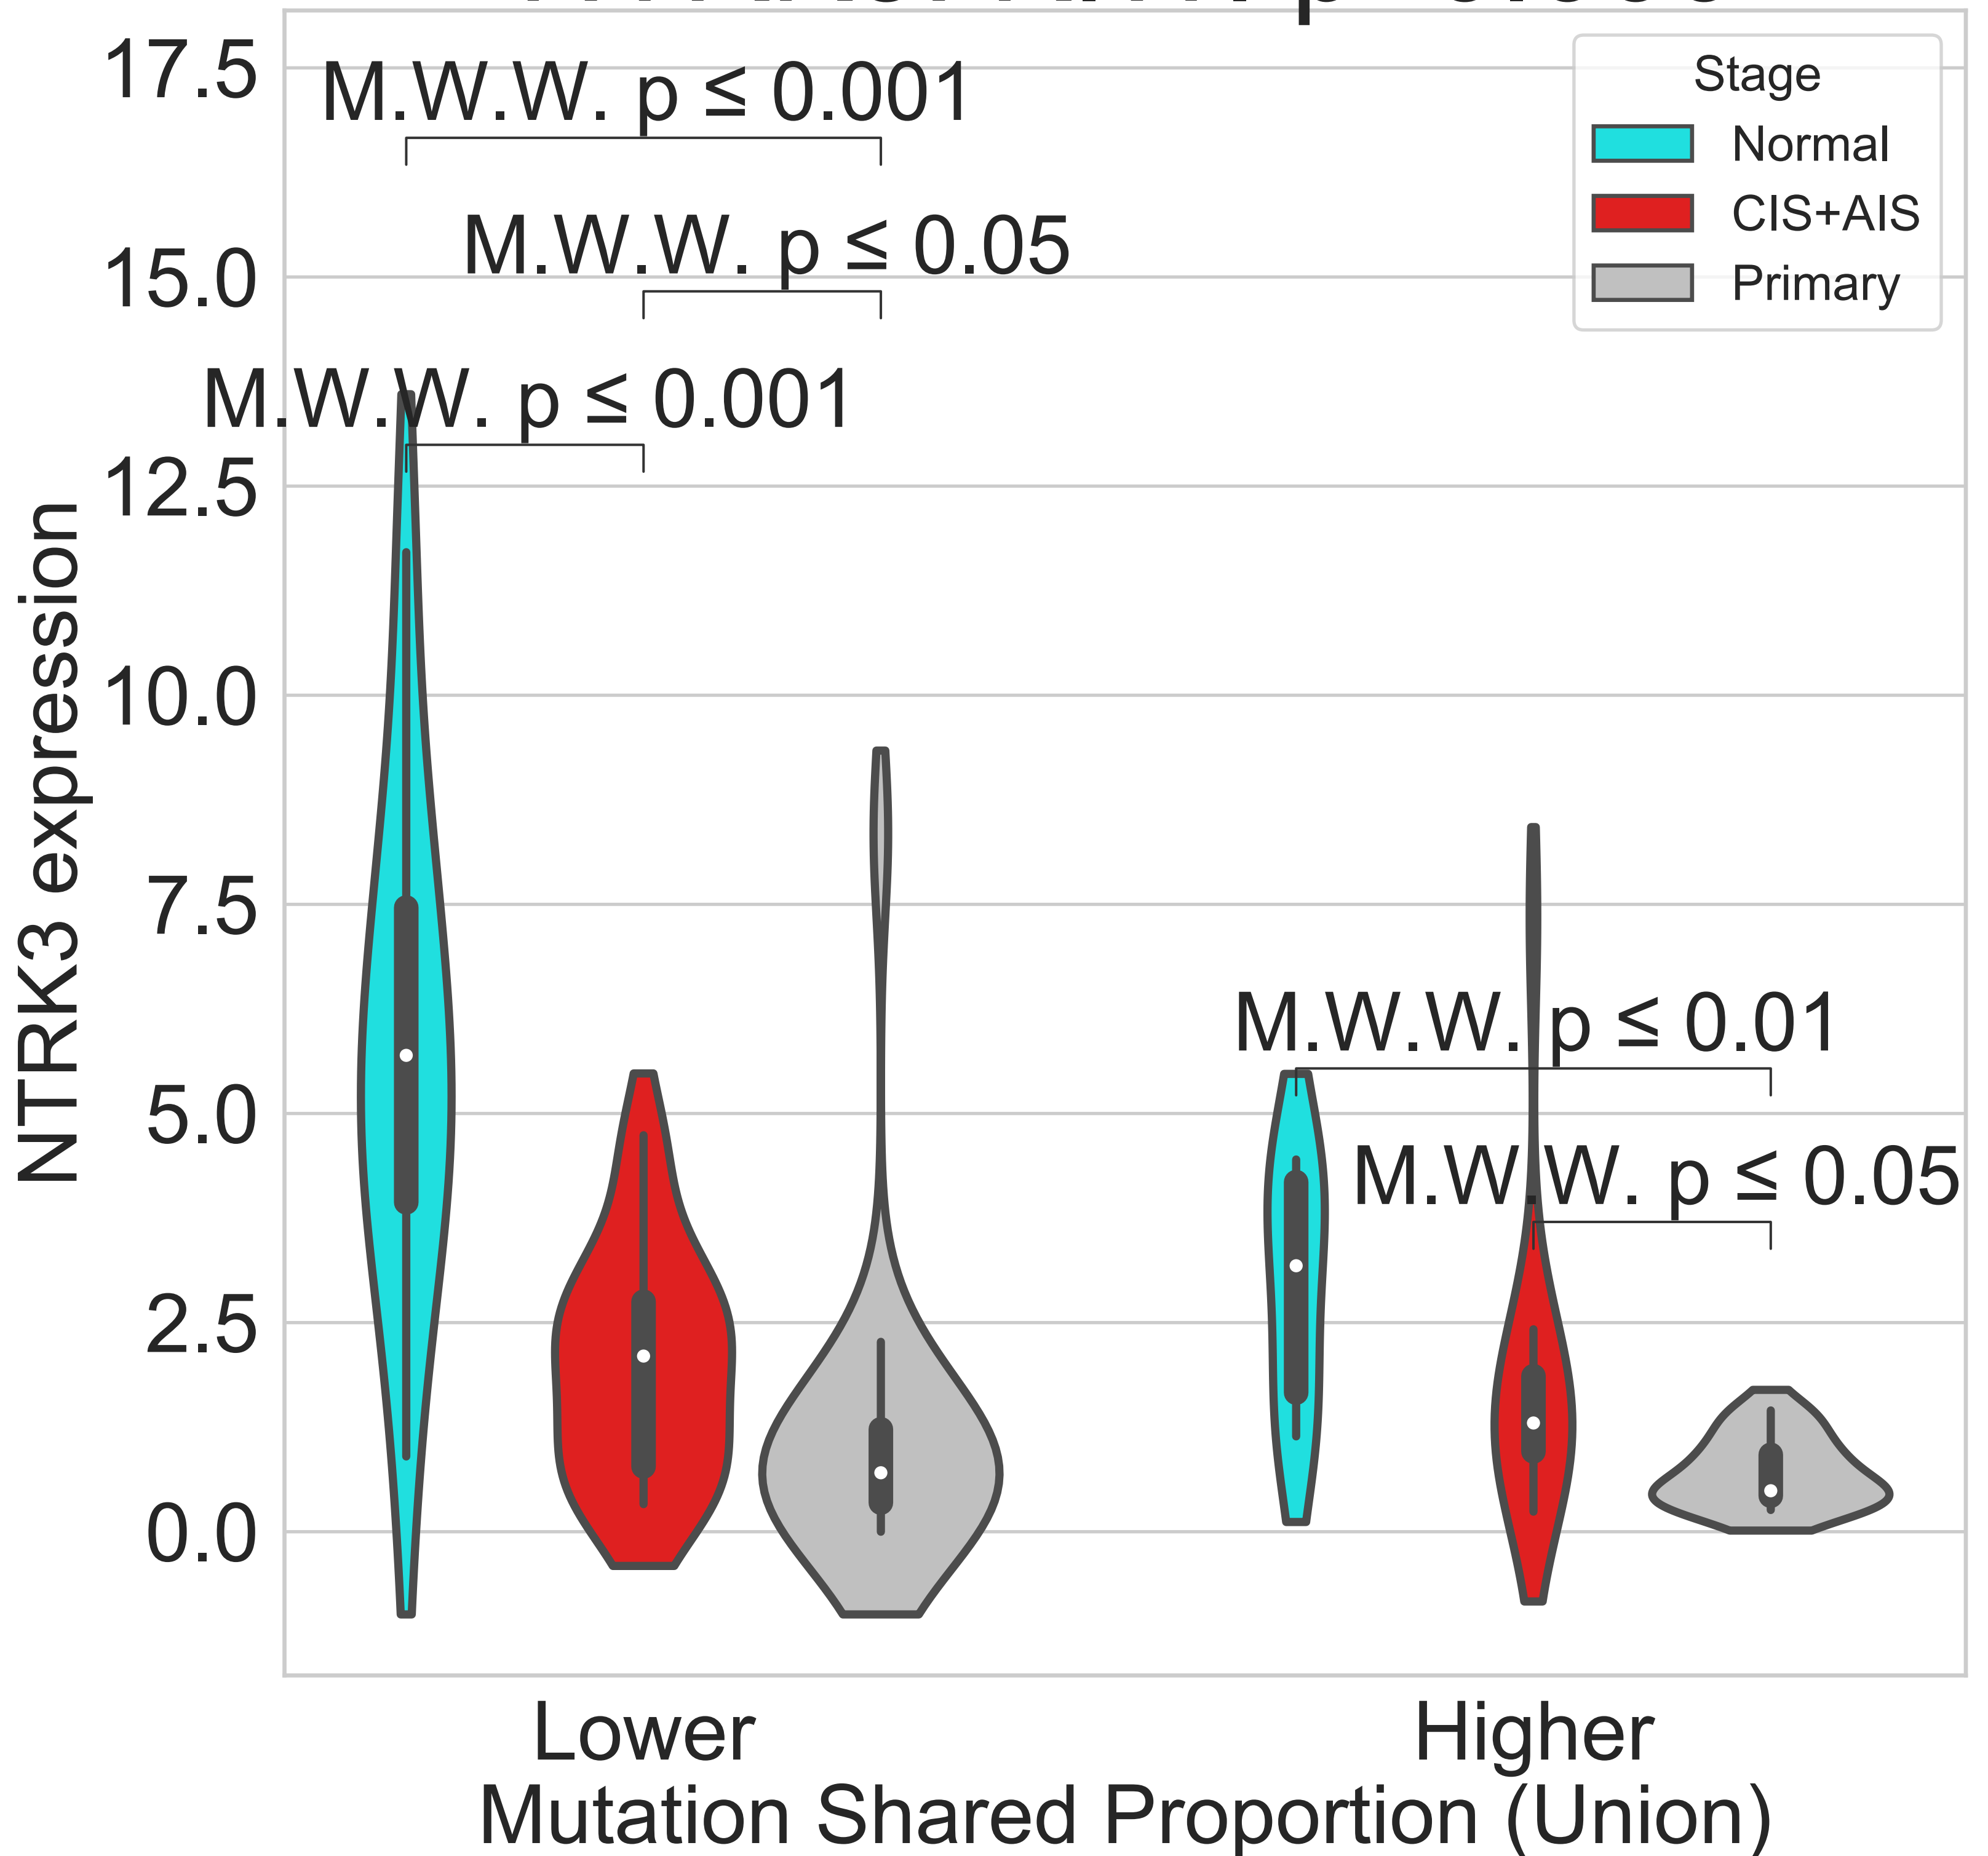 17.5
15.0
12.5
10.0
7.5
5.0
2.5
0.0
NTRK3 expression
M.W.W. p ≤ 0.001
M.W.W. p ≤ 0.05
M.W.W. p ≤ 0.001
M.W.W. p ≤ 0.01
M.W.W. p ≤ 0.05
Stage
Normal
CIS+AIS
Primary
Lower
Higher
Mutation Shared Proportion (Union)